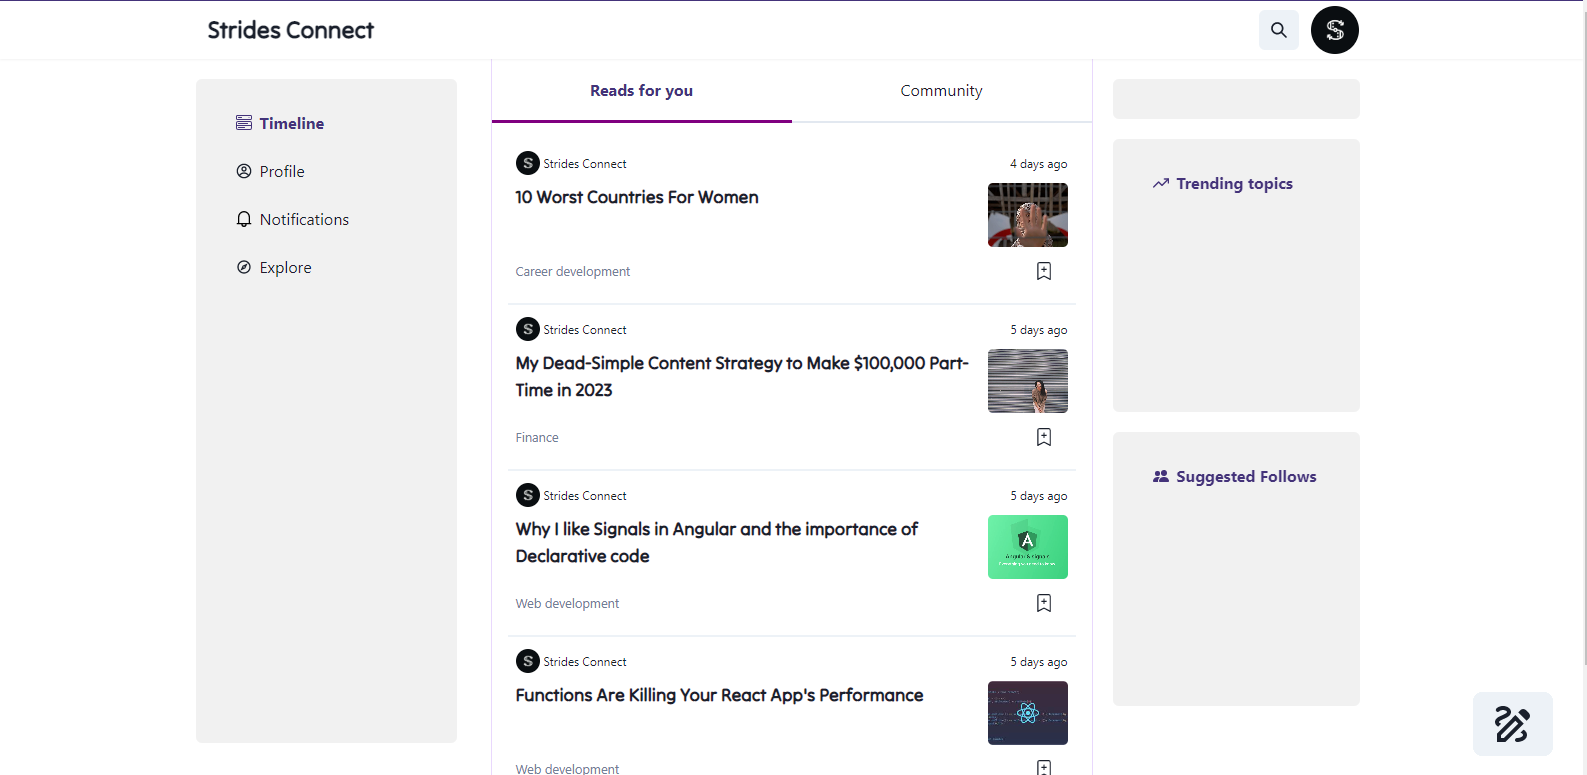 Strides Connect
Timeline
Profile
Notifications
Explore
Reads for you
Community
Strides Connect
4 days ago
10 Worst Countries For Women
Career development
Strides Connect
5 days ago
My Dead-Simple Content Strategy to Make $100,000 Part-
Time in 2023
Finance
Strides Connect
5 days ago
Why I like Signals in Angular and the importance of
Declarative code
Angular & signals
Web development
Strides Connect
5 days ago
Functions Are Killing Your React App's Performance
Web development
Trending topics
Suggested Follows